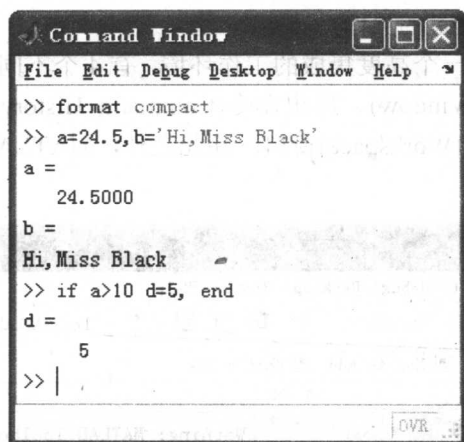 Command Window
File Edit Debug Desktop Window Help
>> format compact
>> a=24.5,b='Hi,Miss Black'
a =
24.5000
b =
Hi,Miss Black
>> if a>10 d=5, end
d =
5
>>
OVR